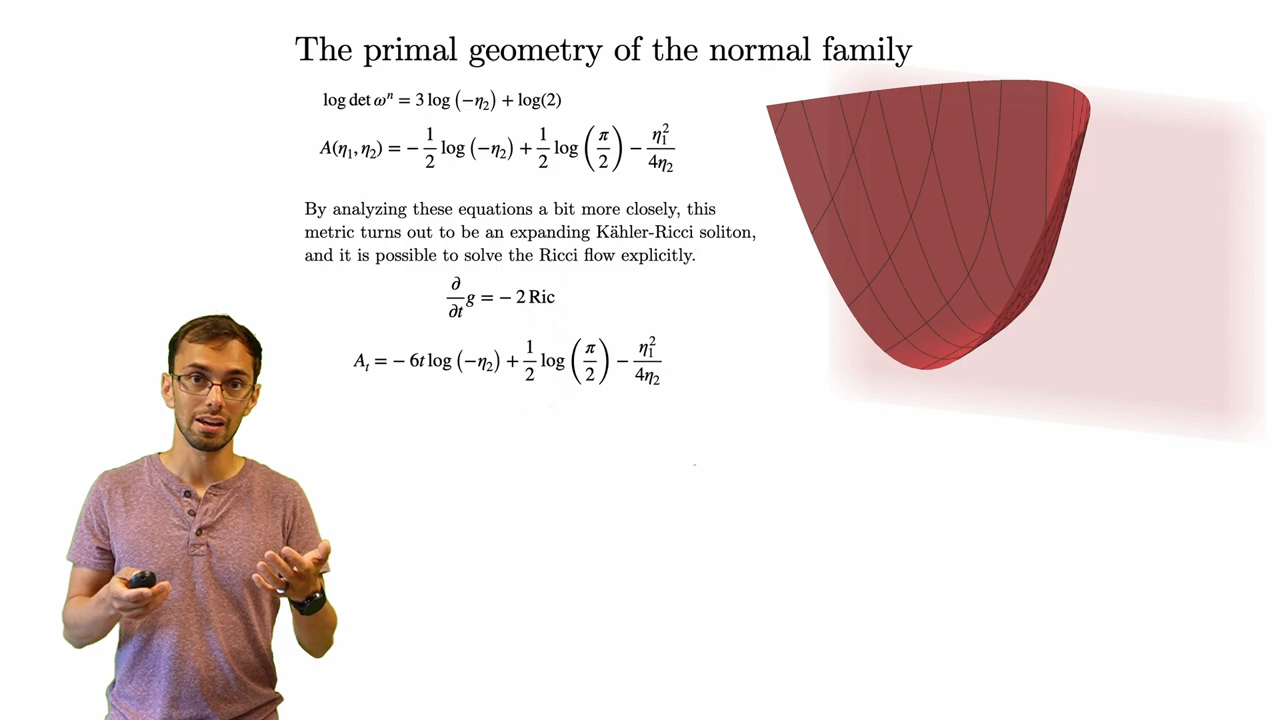 The primal geometry of the normal family
log det ωⁿ = 3 log (−η₂) + log(2)
A(η₁, η₂) = − 1/2 log (−η₂) + 1/2 log (π/2) − η₁²/4η₂
By analyzing these equations a bit more closely, this
metric turns out to be an expanding Kähler-Ricci soliton,
and it is possible to solve the Ricci flow explicitly.
∂/∂t g = − 2 Ric
Aₜ = − 6t log (−η₂) + 1/2 log (π/2) − η₁²/4η₂